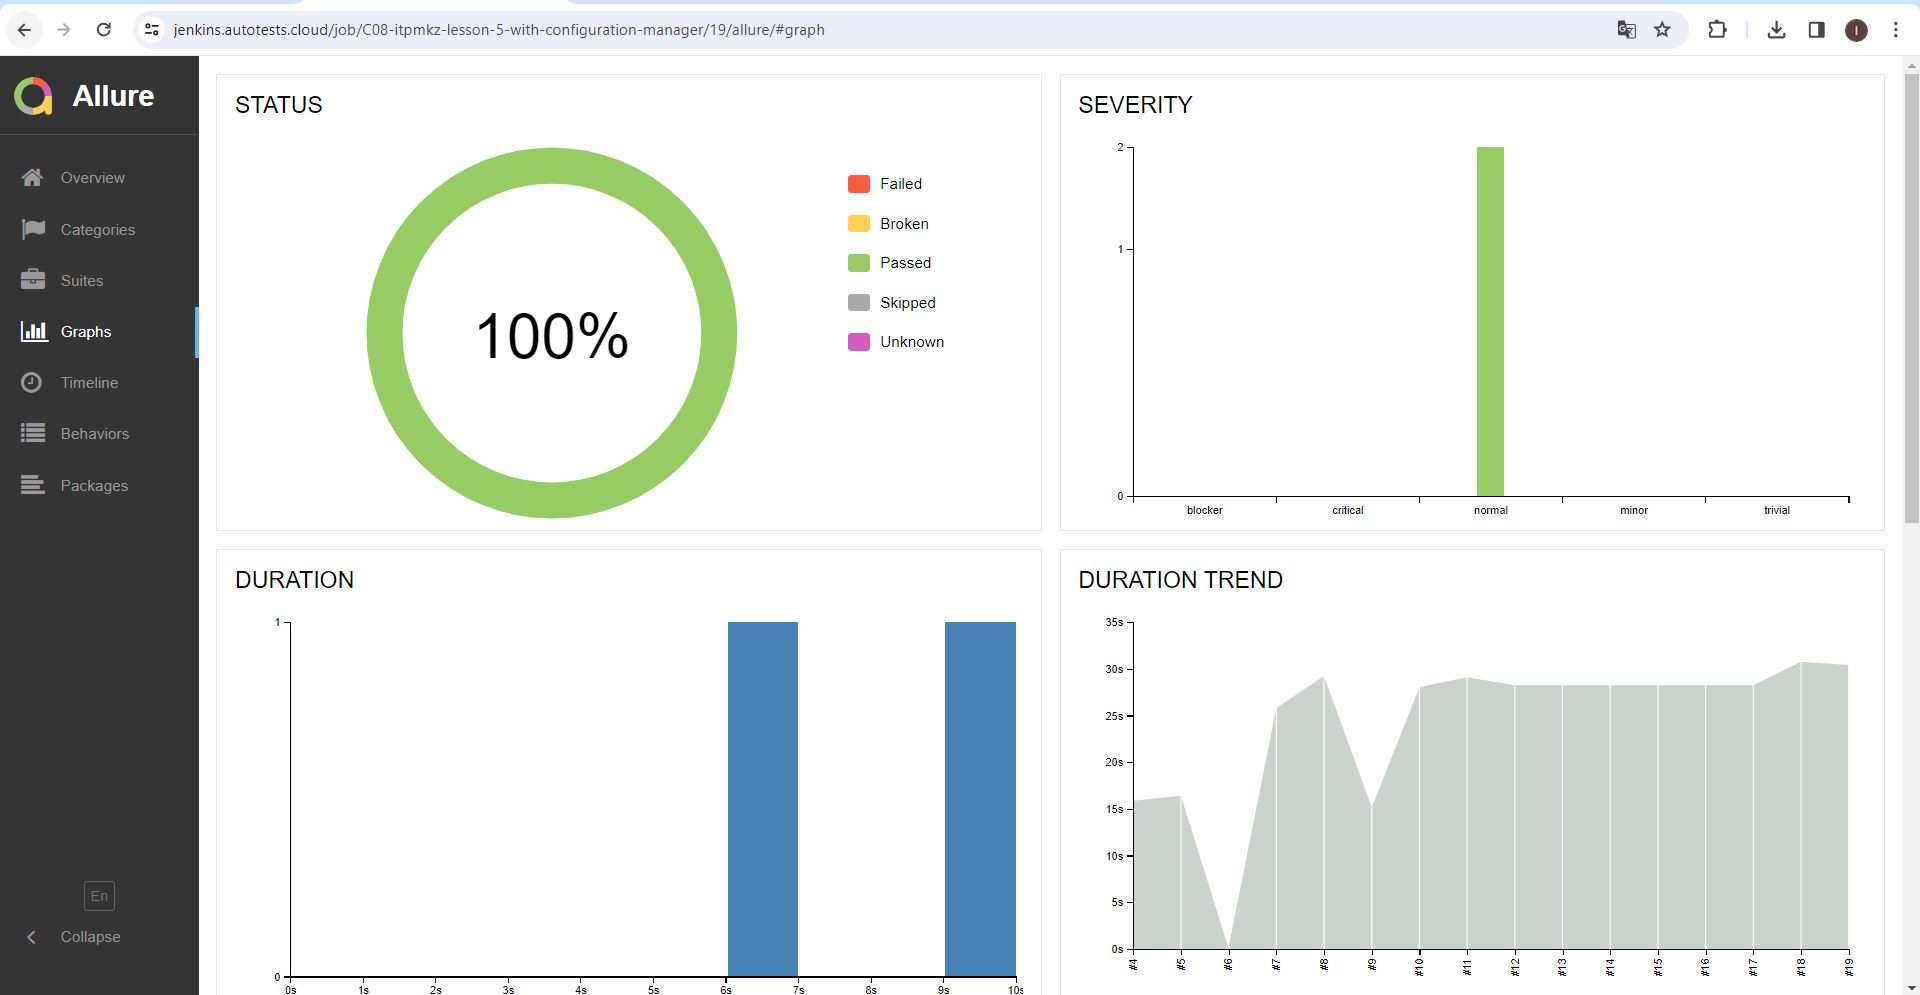 jenkins.autotests.cloud/job/C08-itpmkz-lesson-5-with-configuration-manager/19/allure/#graph
I
Allure
Overview
Categories
Suites
Graphs
Timeline
Behaviors
Packages
En
Collapse
STATUS
100%
Failed
Broken
Passed
Skipped
Unknown
SEVERITY
2
1
0
blocker critical normal minor trivial
DURATION
1
0
0s 1s 2s 3s 4s 5s 6s 7s 8s 9s 10s
DURATION TREND
35s
30s
25s
20s
15s
10s
5s
0s
#4 #5 #6 #7 #8 #9 #10 #11 #12 #13 #14 #15 #16 #17 #18 #19